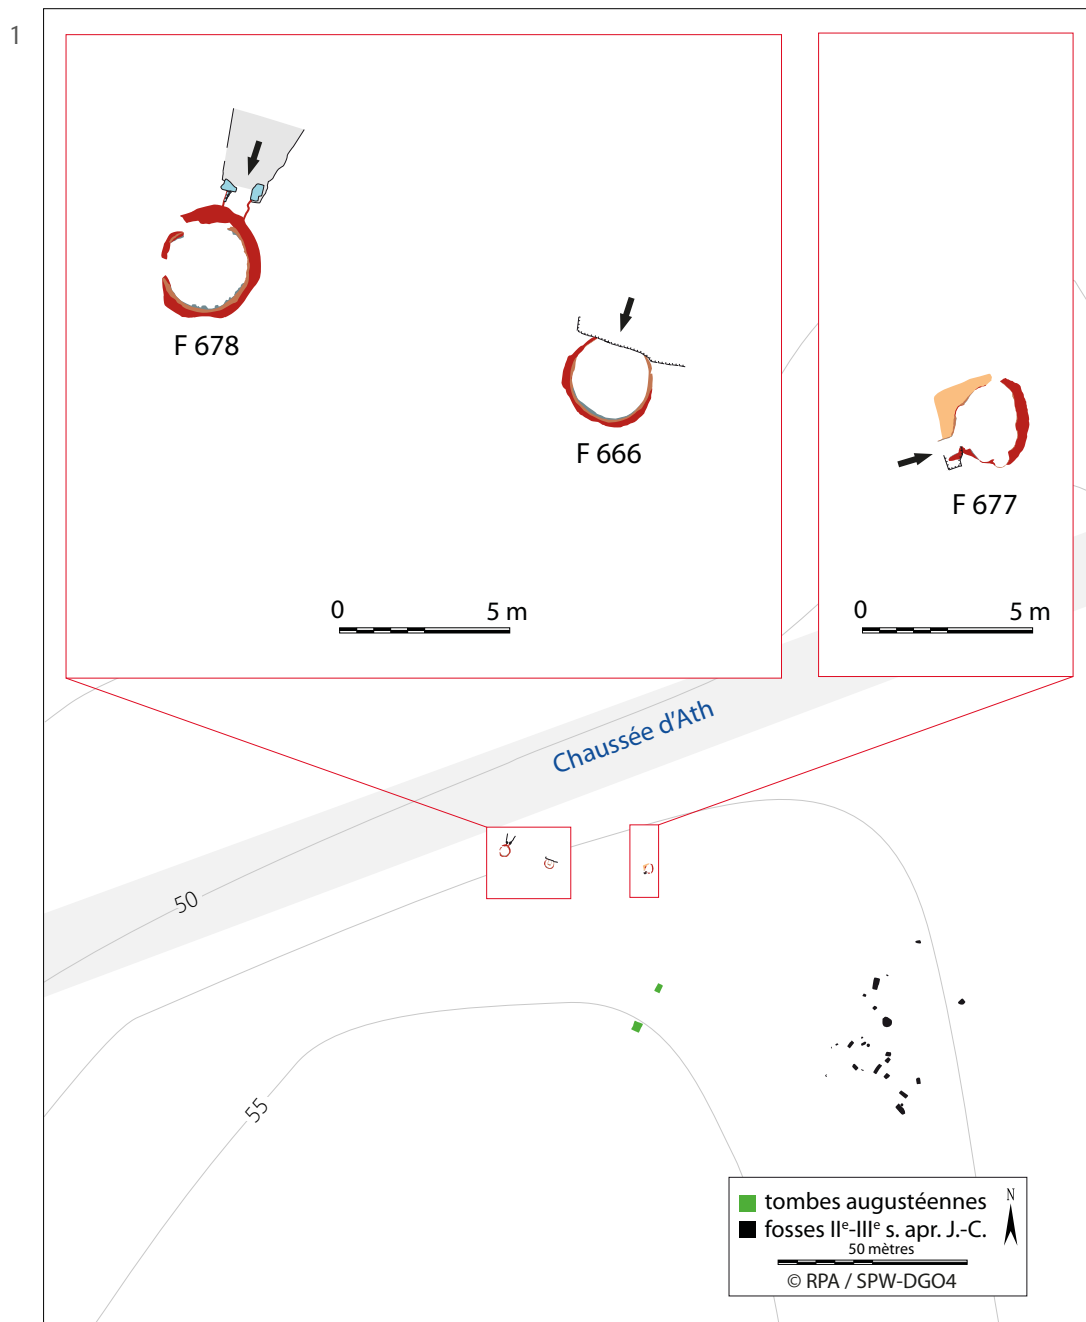 1
F 678
F 666
F 677
0 5 m
0 5 m
Chaussée d'Ath
50
55
N
tombes augustéennes
fosses IIᵉ-IIIᵉ s. apr. J.-C.
50 mètres
© RPA / SPW-DGO4